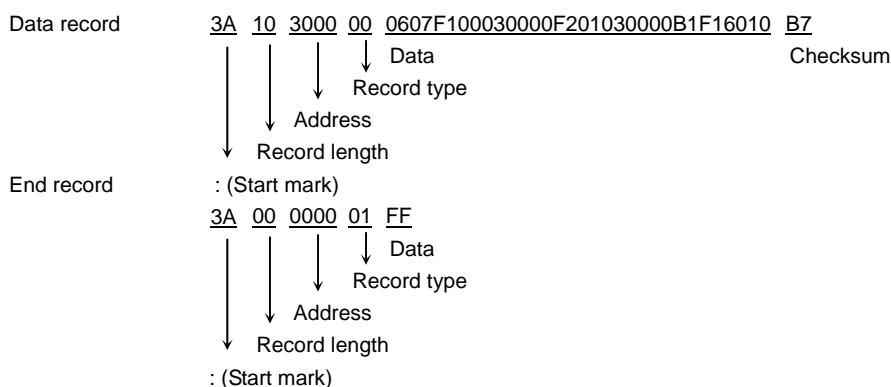 Data record 3A 10 3000 00 0607F100030000F201030000B1F16010 B7
Data Checksum
Record type
Address
Record length
End record : (Start mark)
3A 00 0000 01 FF
Data
Record type
Address
Record length
: (Start mark)